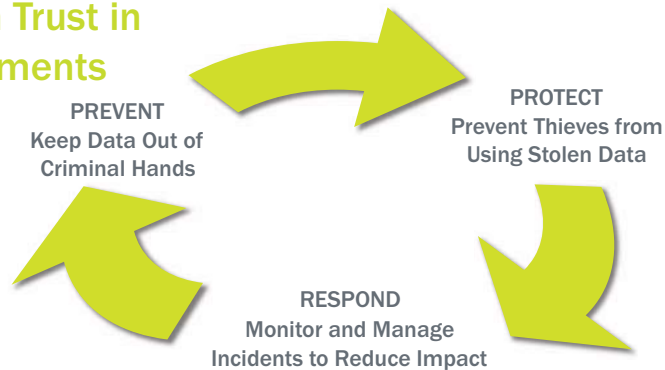 Trust in
ments
PREVENT
Keep Data Out of
Criminal Hands
PROTECT
Prevent Thieves from
Using Stolen Data
RESPOND
Monitor and Manage
Incidents to Reduce Impact